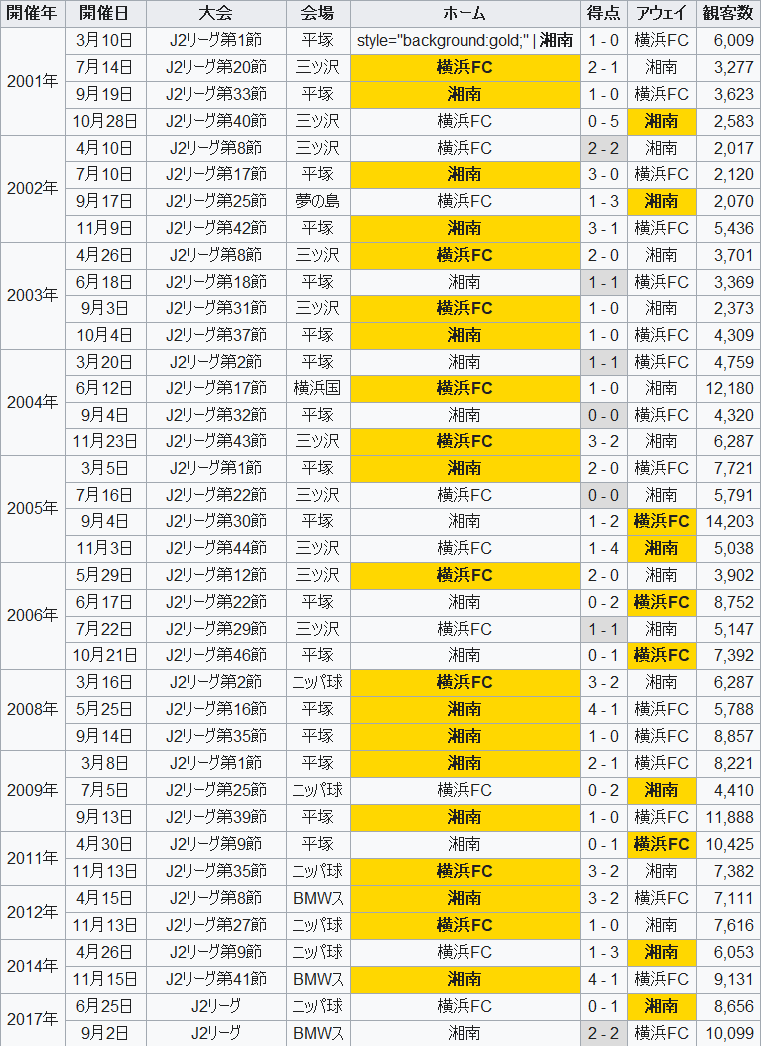 開催年 開催日 大会 会場 ホーム 得点 アウェイ 観客数
2001年 3月10日 J2リーグ第1節 平塚 style="background:gold;" | 湘南 1 - 0 横浜FC 6,009
7月14日 J2リーグ第20節 三ツ沢 横浜FC 2 - 1 湘南 3,277
9月19日 J2リーグ第33節 平塚 湘南 1 - 0 横浜FC 3,623
10月28日 J2リーグ第40節 三ツ沢 横浜FC 0 - 5 湘南 2,583
2002年 4月10日 J2リーグ第8節 三ツ沢 横浜FC 2 - 2 湘南 2,017
7月10日 J2リーグ第17節 平塚 湘南 3 - 0 横浜FC 2,120
9月17日 J2リーグ第25節 夢の島 横浜FC 1 - 3 湘南 2,070
11月9日 J2リーグ第42節 平塚 湘南 3 - 1 横浜FC 5,436
2003年 4月26日 J2リーグ第8節 三ツ沢 横浜FC 2 - 0 湘南 3,701
6月18日 J2リーグ第18節 平塚 湘南 1 - 1 横浜FC 3,369
9月3日 J2リーグ第31節 三ツ沢 横浜FC 1 - 0 湘南 2,373
10月4日 J2リーグ第37節 平塚 湘南 1 - 0 横浜FC 4,309
2004年 3月20日 J2リーグ第2節 平塚 湘南 1 - 1 横浜FC 4,759
6月12日 J2リーグ第17節 横浜国 横浜FC 1 - 0 湘南 12,180
9月4日 J2リーグ第32節 平塚 湘南 0 - 0 横浜FC 4,320
11月23日 J2リーグ第43節 三ツ沢 横浜FC 3 - 2 湘南 6,287
2005年 3月5日 J2リーグ第1節 平塚 湘南 2 - 0 横浜FC 7,721
7月16日 J2リーグ第22節 三ツ沢 横浜FC 0 - 0 湘南 5,791
9月4日 J2リーグ第30節 平塚 湘南 1 - 2 横浜FC 14,203
11月3日 J2リーグ第44節 三ツ沢 横浜FC 1 - 4 湘南 5,038
2006年 5月29日 J2リーグ第12節 三ツ沢 横浜FC 2 - 0 湘南 3,902
6月17日 J2リーグ第22節 平塚 湘南 0 - 2 横浜FC 8,752
7月22日 J2リーグ第29節 三ツ沢 横浜FC 1 - 1 湘南 5,147
10月21日 J2リーグ第46節 平塚 湘南 0 - 1 横浜FC 7,392
2008年 3月16日 J2リーグ第2節 ニッパ球 横浜FC 3 - 2 湘南 6,287
5月25日 J2リーグ第16節 平塚 湘南 4 - 1 横浜FC 5,788
9月14日 J2リーグ第35節 平塚 湘南 1 - 0 横浜FC 8,857
2009年 3月8日 J2リーグ第1節 平塚 湘南 2 - 1 横浜FC 8,221
7月5日 J2リーグ第25節 ニッパ球 横浜FC 0 - 2 湘南 4,410
9月13日 J2リーグ第39節 平塚 湘南 1 - 0 横浜FC 11,888
2011年 4月30日 J2リーグ第9節 平塚 湘南 0 - 1 横浜FC 10,425
11月13日 J2リーグ第35節 ニッパ球 横浜FC 3 - 2 湘南 7,382
2012年 4月15日 J2リーグ第8節 BMWス 湘南 3 - 2 横浜FC 7,111
11月13日 J2リーグ第27節 ニッパ球 横浜FC 1 - 0 湘南 7,616
2014年 4月26日 J2リーグ第9節 ニッパ球 横浜FC 1 - 3 湘南 6,053
11月15日 J2リーグ第41節 BMWス 湘南 4 - 1 横浜FC 9,131
2017年 6月25日 J2リーグ ニッパ球 横浜FC 0 - 1 湘南 8,656
9月2日 J2リーグ BMWス 湘南 2 - 2 横浜FC 10,099